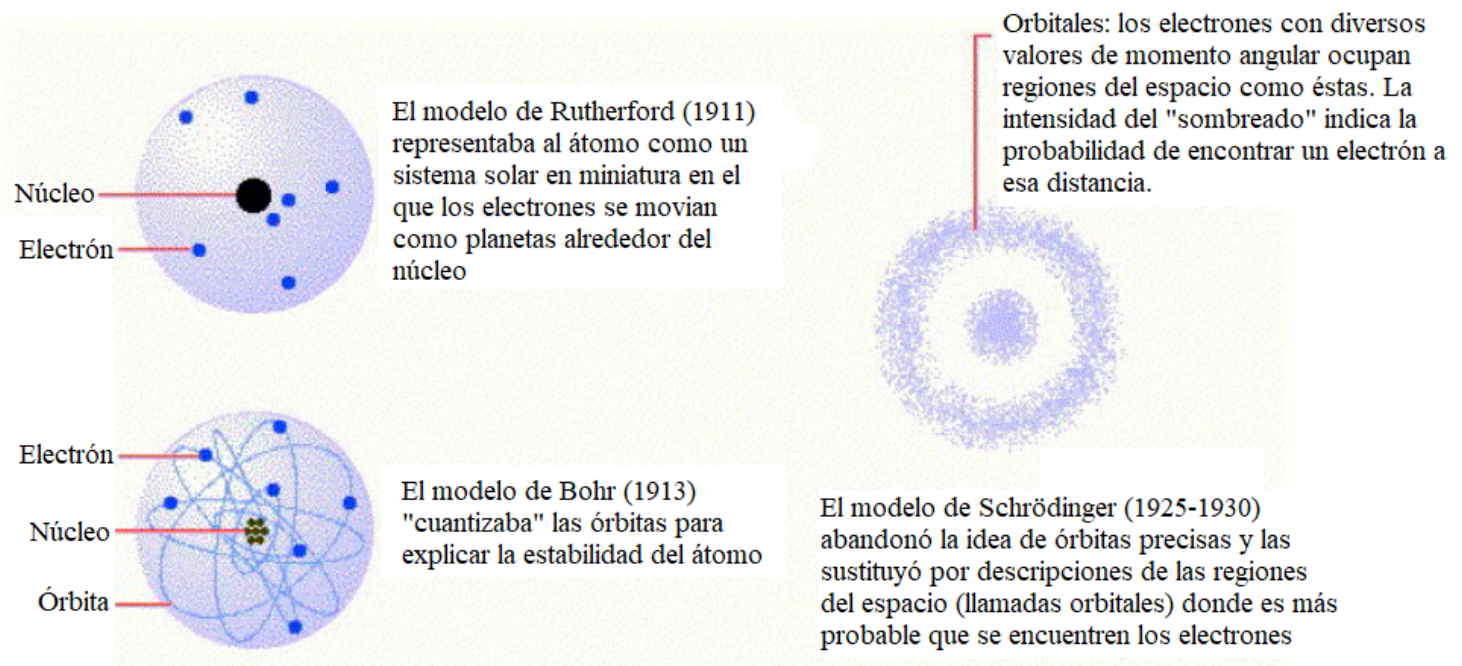 Núcleo
Electrón
El modelo de Rutherford (1911)
representaba al átomo como un
sistema solar en miniatura en el
que los electrones se movian
como planetas alrededor del
núcleo
Electrón
Núcleo
Órbita
El modelo de Bohr (1913)
"cuantizaba" las órbitas para
explicar la estabilidad del átomo
Orbitales: los electrones con diversos
valores de momento angular ocupan
regiones del espacio como éstas. La
intensidad del "sombreado" indica la
probabilidad de encontrar un electrón a
esa distancia.
El modelo de Schrödinger (1925-1930)
abandonó la idea de órbitas precisas y las
sustituyó por descripciones de las regiones
del espacio (llamadas orbitales) donde es más
probable que se encuentren los electrones